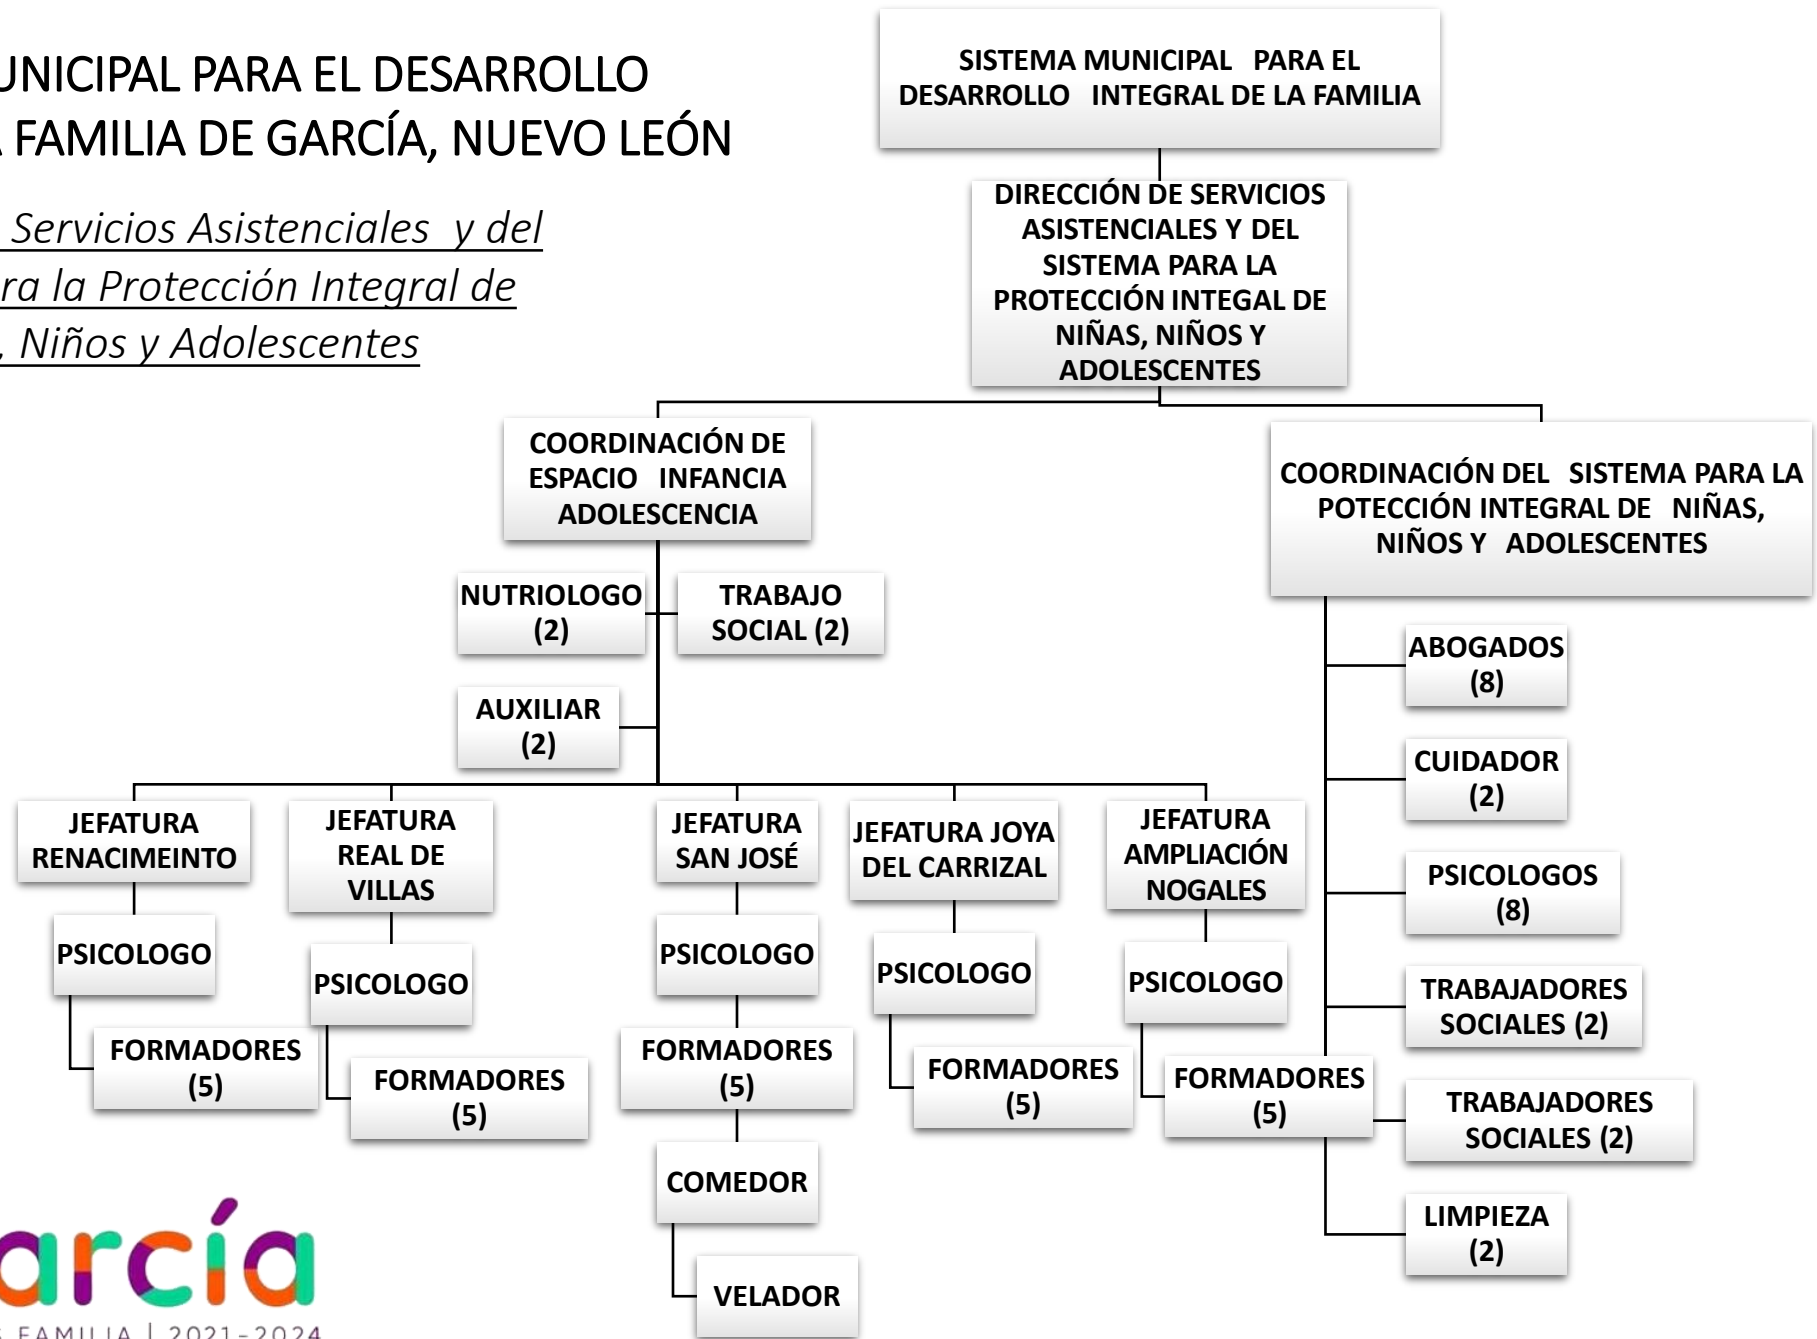 UNICIPAL PARA EL DESARROLLO
FAMILIA DE GARCÍA, NUEVO LEÓN
Servicios Asistenciales y del
ra la Protección Integral de
, Niños y Adolescentes
SISTEMA MUNICIPAL PARA EL
DESARROLLO INTEGRAL DE LA FAMILIA
DIRECCIÓN DE SERVICIOS
ASISTENCIALES Y DEL
SISTEMA PARA LA
PROTECCIÓN INTEGAL DE
NIÑAS, NIÑOS Y
ADOLESCENTES
COORDINACIÓN DE
ESPACIO INFANCIA
ADOLESCENCIA
COORDINACIÓN DEL SISTEMA PARA LA
POTECCIÓN INTEGRAL DE NIÑAS,
NIÑOS Y ADOLESCENTES
NUTRIOLOGO
(2)
TRABAJO
SOCIAL (2)
AUXILIAR
(2)
JEFATURA
RENACIMEINTO
PSICOLOGO
FORMADORES
(5)
JEFATURA
REAL DE
VILLAS
PSICOLOGO
FORMADORES
(5)
JEFATURA
SAN JOSÉ
PSICOLOGO
FORMADORES
(5)
COMEDOR
VELADOR
JEFATURA JOYA
DEL CARRIZAL
PSICOLOGO
FORMADORES
(5)
JEFATURA
AMPLIACIÓN
NOGALES
PSICOLOGO
FORMADORES
(5)
ABOGADOS
(8)
CUIDADOR
(2)
PSICOLOGOS
(8)
TRABAJADORES
SOCIALES (2)
TRABAJADORES
SOCIALES (2)
LIMPIEZA
(2)
arcía
FAMILIA | 2021-2024